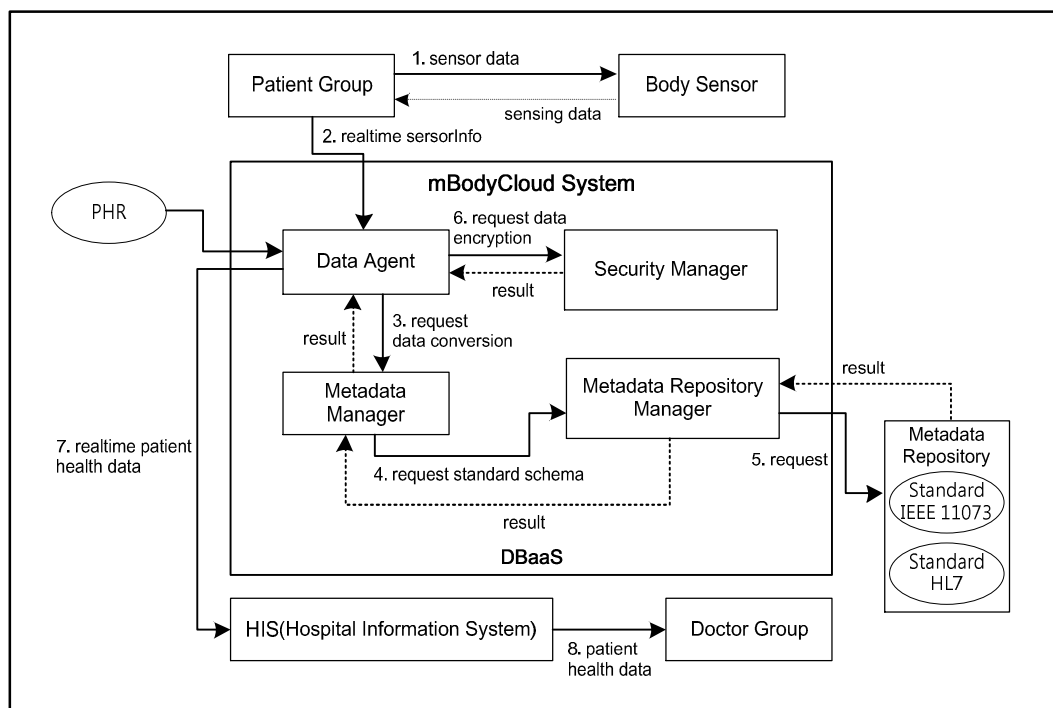 1. sensor data
Patient Group
Body Sensor
sensing data
2. realtime sersorInfo
mBodyCloud System
PHR
6. request data
encryption
Data Agent
Security Manager
result
result
3. request
data conversion
Metadada
Manager
Metadata Repository
Manager
result
Metadata
Repository
7. realtime patient
health data
4. request standard schema
5. request
Standard
IEEE 11073
result
DBaaS
Standard
HL7
HIS(Hospital Information System)
Doctor Group
8. patient
health data